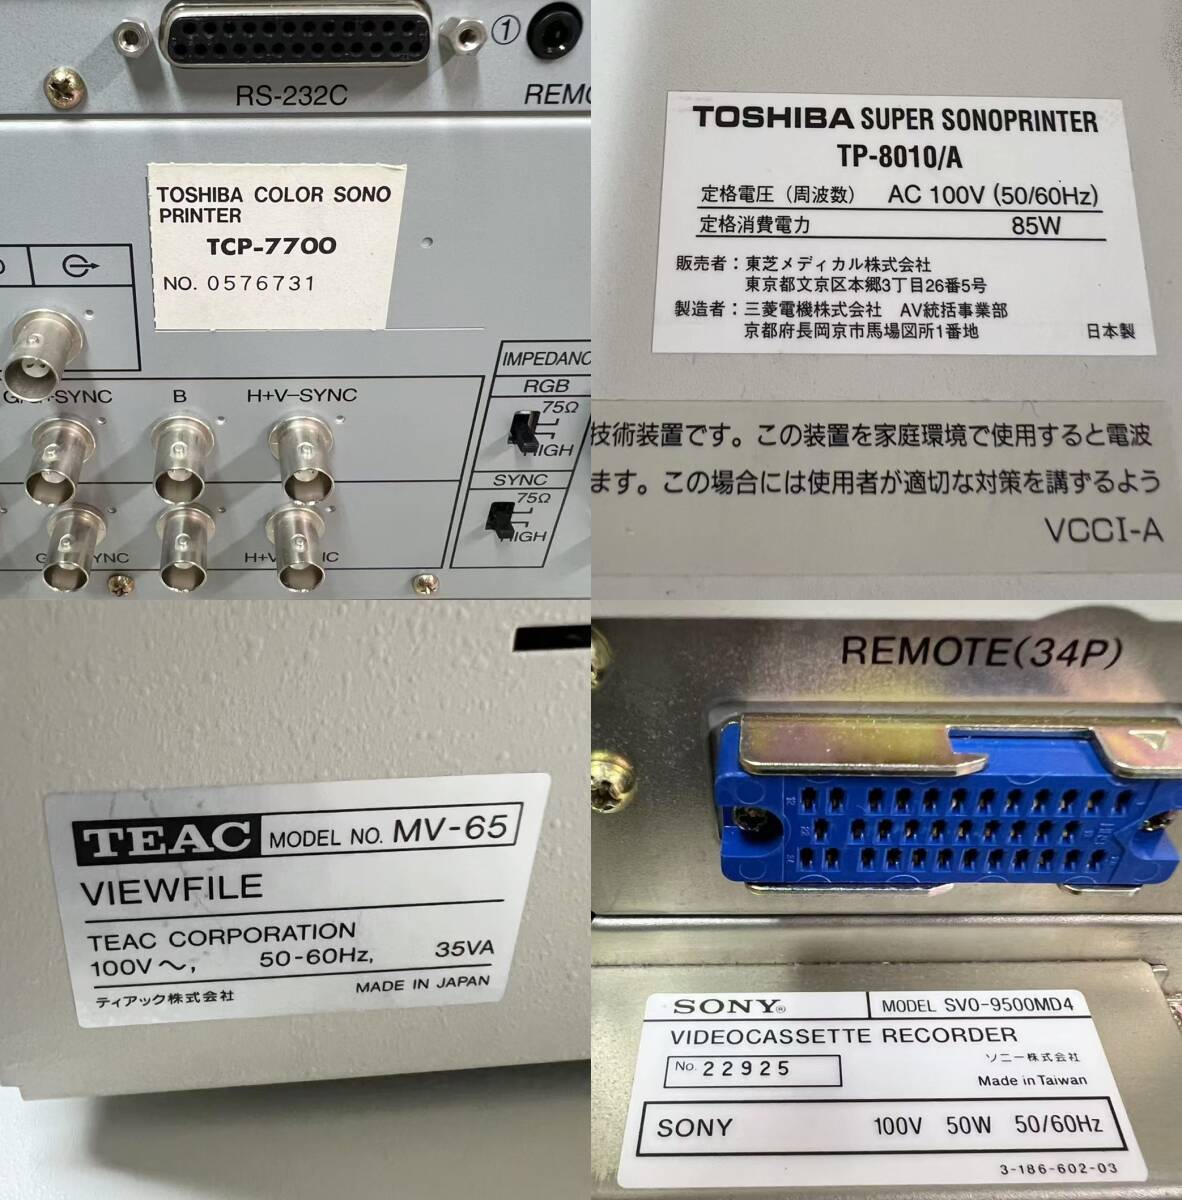 ①
RS-232C
TOSHIBA COLOR SONO
PRINTER
TCP-7700
NO. 0576731
B
H+V-SYNC
RGB
75Ω
HIGH
SYNC
75Ω
HIGH
TOSHIBA SUPER SONOPRINTER
TP-8010/A
定格電圧（周波数） AC 100V (50/60Hz)
定格消費電力 85W
販売者：東芝メディカル株式会社
東京都文京区本郷3丁目26番5号
製造者：三菱電機株式会社 AV統括事業部
京都府長岡京市馬場図所1番地 日本製
技術装置です。この装置を家庭環境で使用すると電波
ます。この場合には使用者が適切な対策を講ずるよう
VCCI-A
TEAC MODEL NO. MV-65
VIEWFILE
TEAC CORPORATION
100V～, 50-60Hz, 35VA
ティアック株式会社 MADE IN JAPAN
REMOTE(34P)
SONY® MODEL SVO-9500MD4
VIDEOCASSETTE RECORDER
No. 22925 ソニー株式会社
Made in Taiwan
SONY 100V 50W 50/60Hz
3-186-602-03